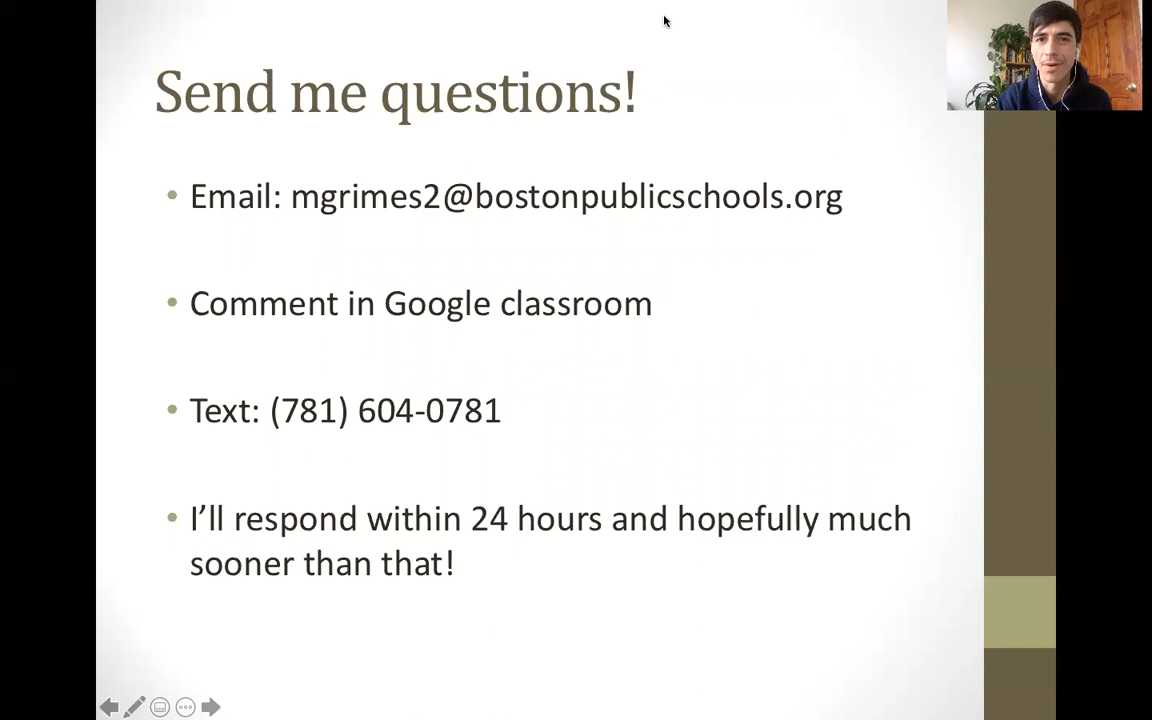 Send me questions!
• Email: mgrimes2@bostonpublicschools.org
• Comment in Google classroom
• Text: (781) 604-0781
• I’ll respond within 24 hours and hopefully much
sooner than that!